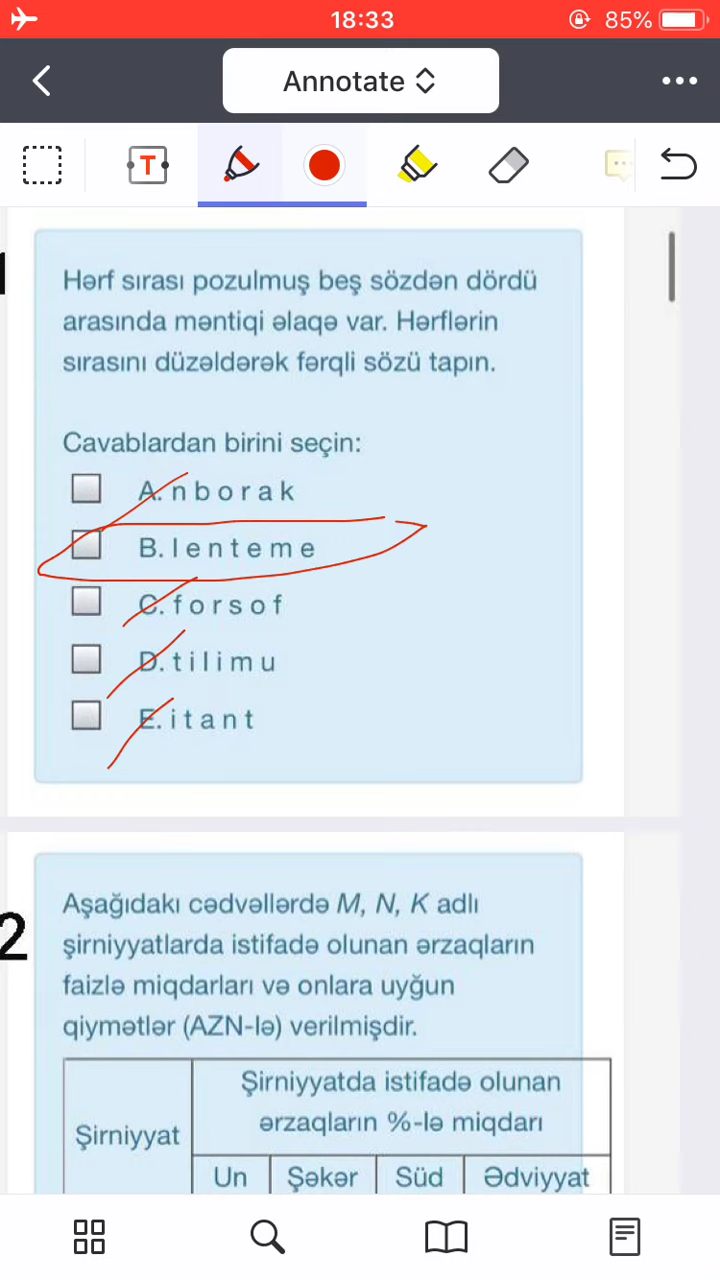 18:33
85%
Annotate
T
1
Hərf sırası pozulmuş beş sözdən dördü
arasında məntiqi əlaqə var. Hərflərin
sırasını düzəldərək fərqli sözü tapın.
Cavablardan birini seçin:
A. n b o r a k
B. l e n t e m e
C. f o r s o f
D. t i l i m u
E. i t a n t
2
Aşağıdakı cədvəllərdə M, N, K adlı
şirniyyatlarda istifadə olunan ərzaqların
faizlə miqdarları və onlara uyğun
qiymətlər (AZN-lə) verilmişdir.
Şirniyyatda istifadə olunan
ərzaqların %-lə miqdarı
Şirniyyat
Un Şəkər Süd Ədviyyat